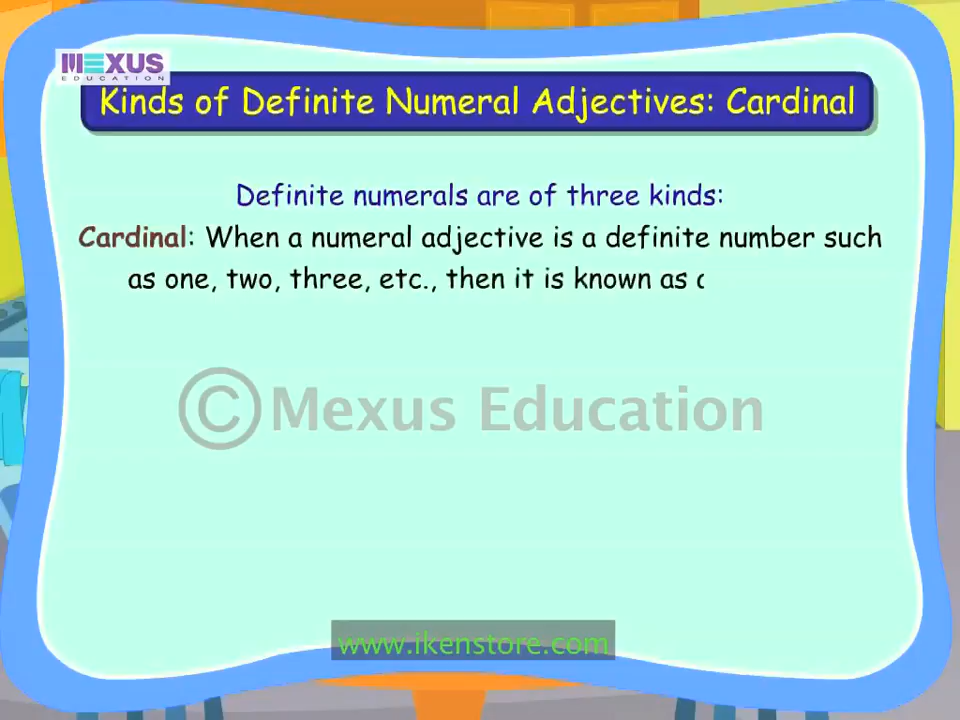 MEXUS
EDUCATION
Kinds of Definite Numeral Adjectives: Cardinal
Definite numerals are of three kinds:
Cardinal: When a numeral adjective is a definite number such
as one, two, three, etc., then it is known as
© Mexus Education
www.ikenstore.com